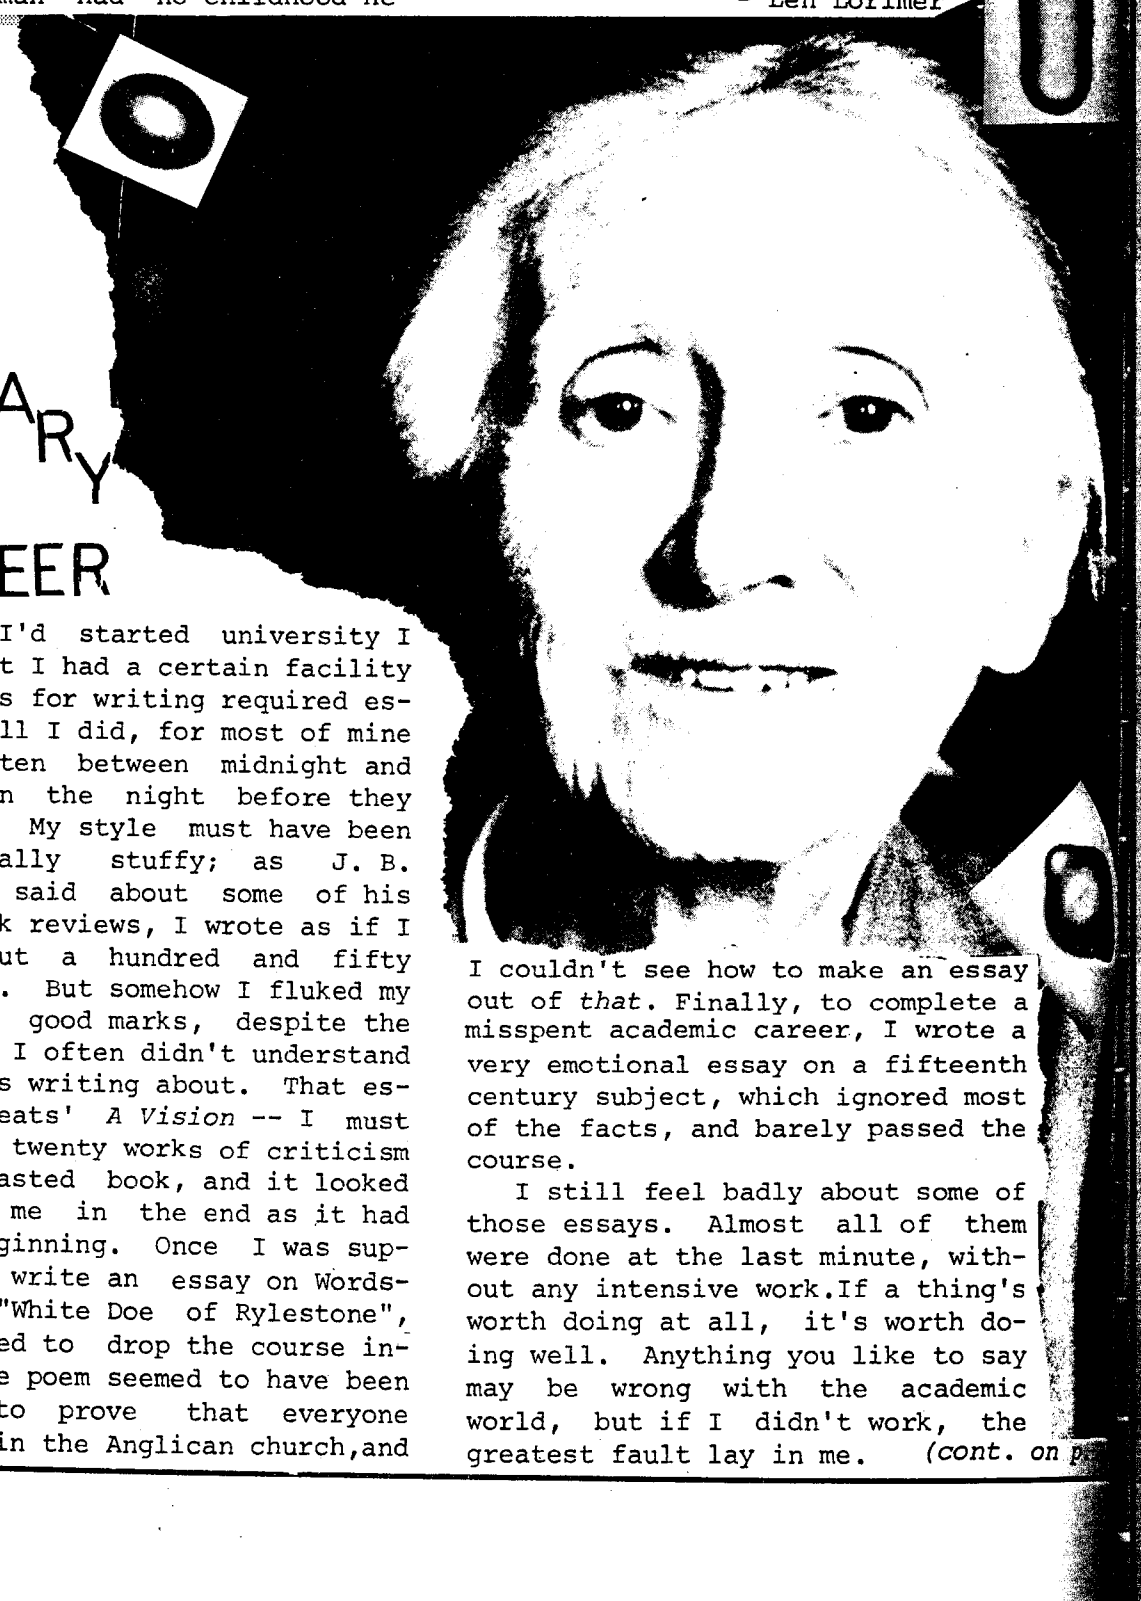 man had no childhood he
- Len Lorimer
ARY
EER
I'd started university I
t I had a certain facility
s for writing required es-
ll I did, for most of mine
ten between midnight and
n the night before they
My style must have been
ally stuffy; as J. B.
said about some of his
k reviews, I wrote as if I
ut a hundred and fifty
. But somehow I fluked my
good marks, despite the
I often didn't understand
s writing about. That es-
eats' A Vision -- I must
twenty works of criticism
asted book, and it looked
me in the end as it had
ginning. Once I was sup-
write an essay on Words-
"White Doe of Rylestone",
ed to drop the course in-
e poem seemed to have been
to prove that everyone
in the Anglican church,and
I couldn't see how to make an essay
out of that. Finally, to complete a
misspent academic career, I wrote a
very emotional essay on a fifteenth
century subject, which ignored most
of the facts, and barely passed the
course.
I still feel badly about some of
those essays. Almost all of them
were done at the last minute, with-
out any intensive work.If a thing's
worth doing at all, it's worth do-
ing well. Anything you like to say
may be wrong with the academic
world, but if I didn't work, the
greatest fault lay in me. (cont. on p.